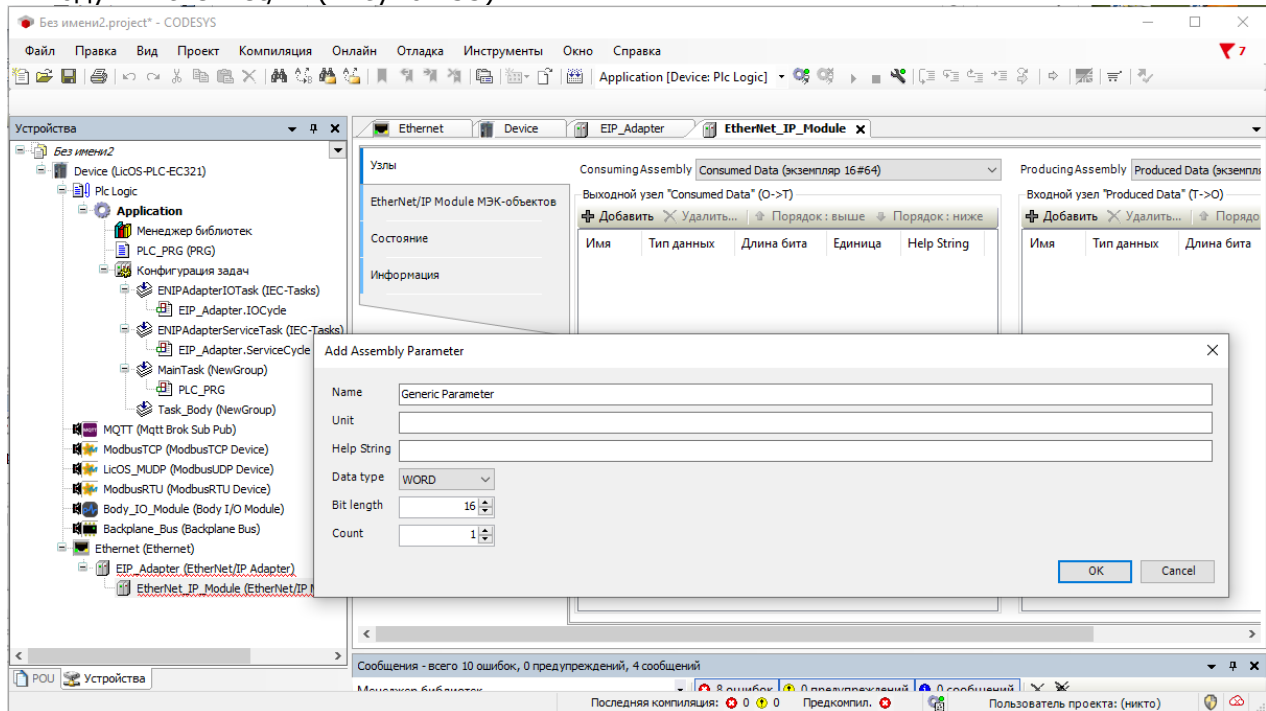 Без имени2.project* - CODESYS
Файл Правка Вид Проект Компиляция Онлайн Отладка Инструменты Окно Справка
7
Application [Device: Plc Logic]
Устройства
Ethernet Device EIP_Adapter EtherNet_IP_Module
Без имени2
Device (LicOS-PLC-EC321)
Plc Logic
Application
Менеджер библиотек
PLC_PRG (PRG)
Конфигурация задач
ENIPAdapterIOTask (IEC-Tasks)
EIP_Adapter.IOCycle
ENIPAdapterServiceTask (IEC-Tasks)
EIP_Adapter.ServiceCycle
MainTask (NewGroup)
PLC_PRG
Task_Body (NewGroup)
MQTT (Mqtt Brok Sub Pub)
ModbusTCP (ModbusTCP Device)
LicOS_MUDP (ModbusUDP Device)
ModbusRTU (ModbusRTU Device)
Body_IO_Module (Body I/O Module)
Backplane_Bus (Backplane Bus)
Ethernet (Ethernet)
EIP_Adapter (EtherNet/IP Adapter)
EtherNet_IP_Module (EtherNet/IP
POU Устройства
Узлы
EtherNet/IP Module МЭК-объектов
Состояние
Информация
ConsumingAssembly Consumed Data (экземпляр 16#64)
Выходной узел "Consumed Data" (O->T)
Добавить Удалить... Порядок : выше Порядок : ниже
Имя Тип данных Длина бита Единица Help String
ProducingAssembly Produced Data (экземпля
Входной узел "Produced Data" (T->O)
Добавить Удалить... Порядо
Имя Тип данных Длина бита
Add Assembly Parameter
Name Generic Parameter
Unit
Help String
Data type WORD
Bit length 16
Count 1
OK Cancel
Сообщения - всего 10 ошибок, 0 предупреждений, 4 сообщений
Менеджер библиотек 8 ошибок 0 предупреждений 0 сообщений
Последняя компиляция: 0 0 Предкомпил. Пользователь проекта: (никто)